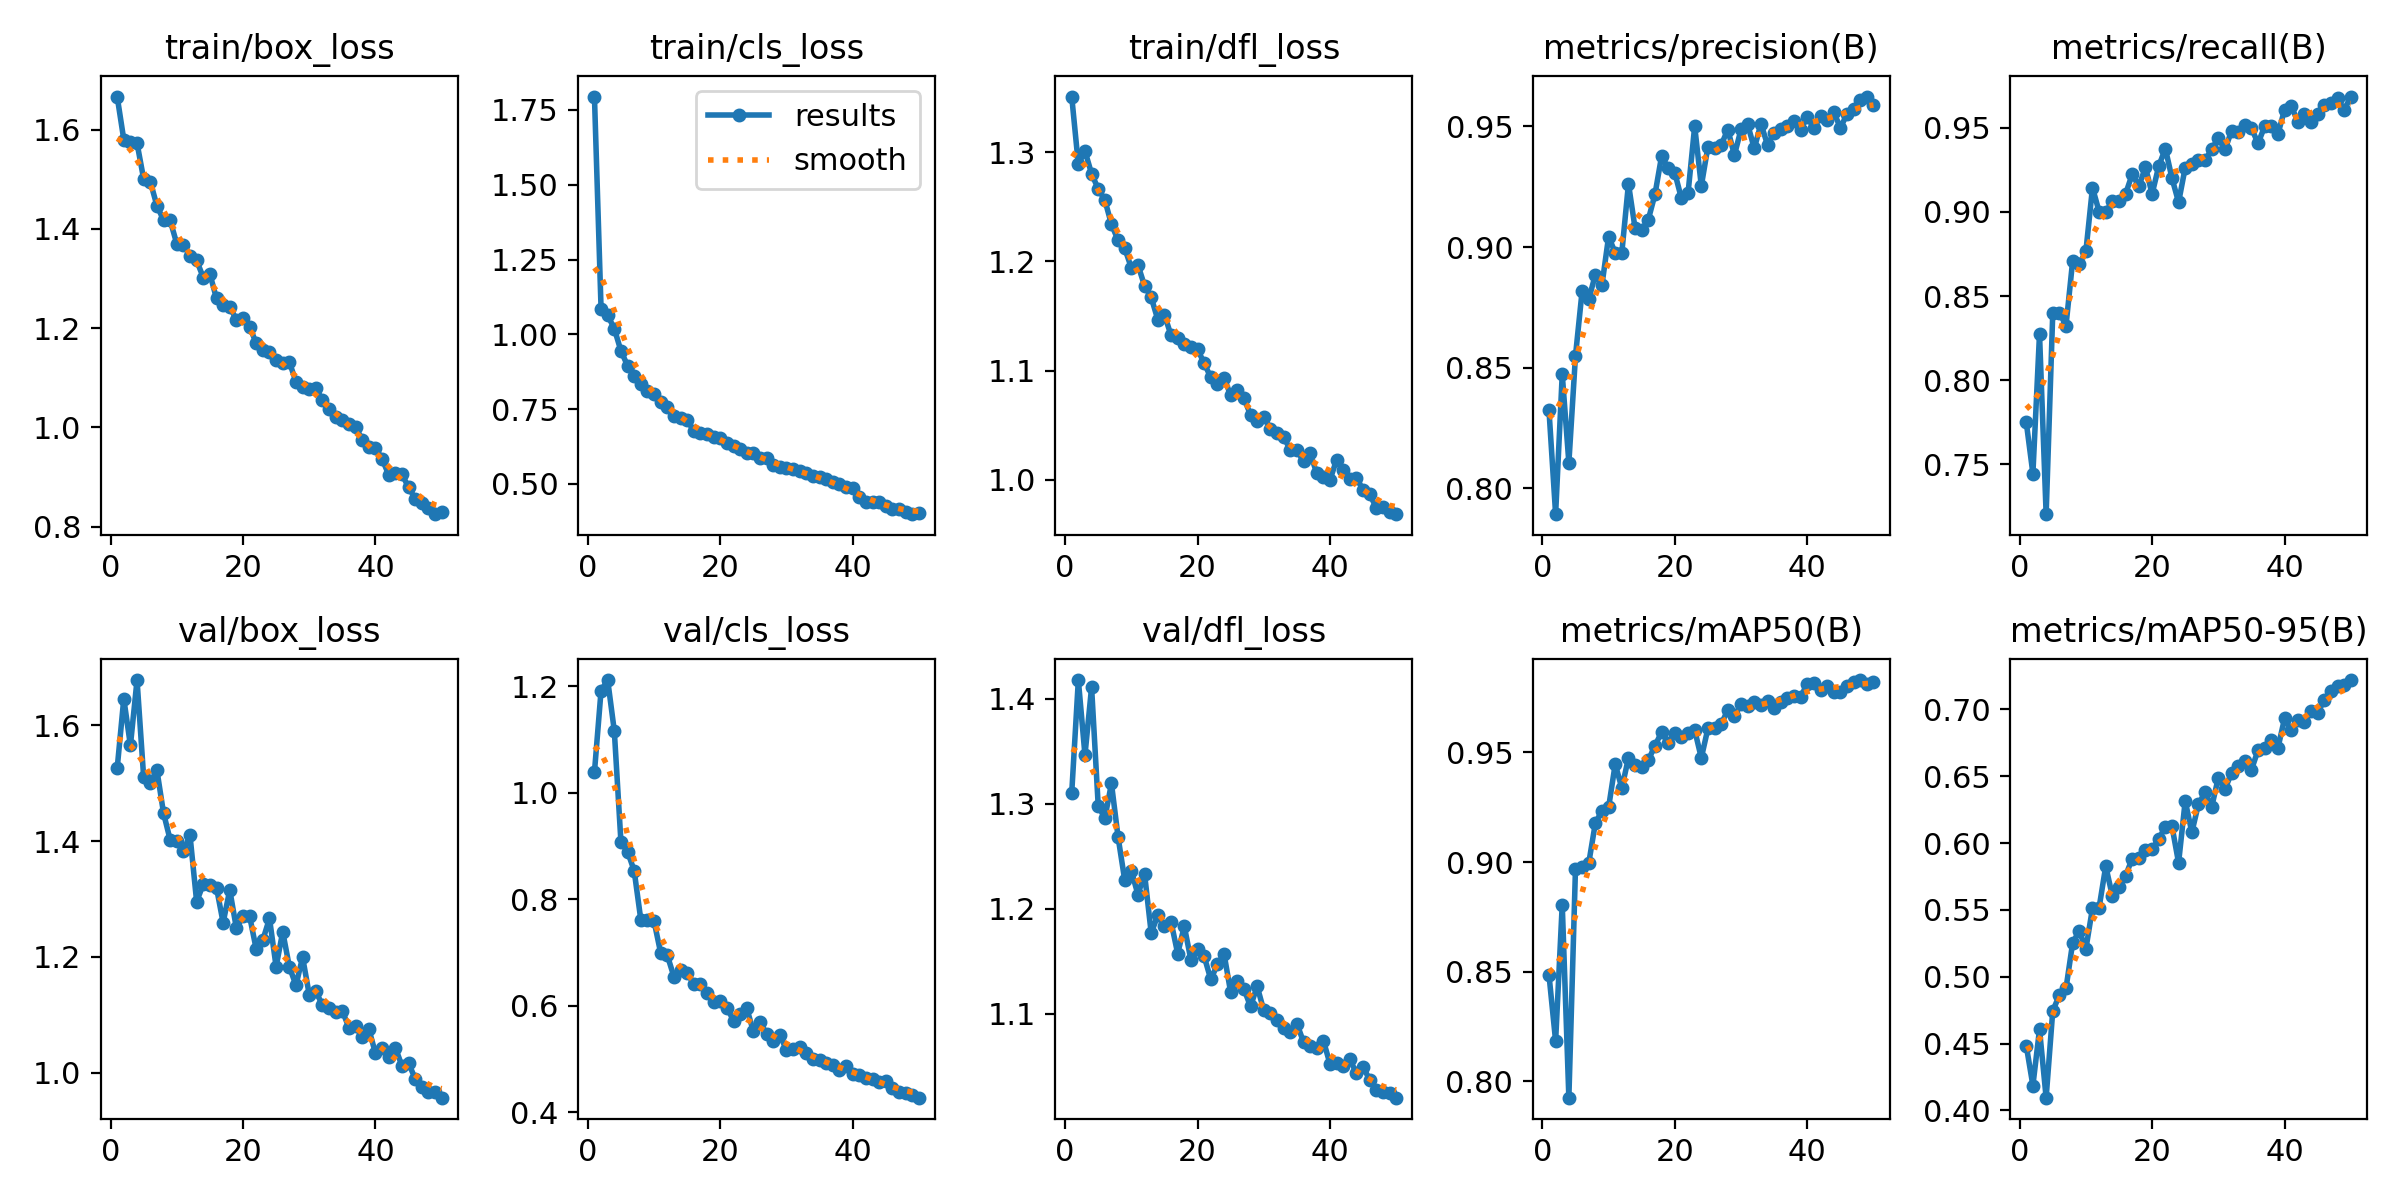 train/box_loss
1.6
1.4
1.2
1.0
0.8
0 20 40
train/cls_loss
results
smooth
1.75
1.50
1.25
1.00
0.75
0.50
0 20 40
train/dfl_loss
1.3
1.2
1.1
1.0
0 20 40
metrics/precision(B)
0.95
0.90
0.85
0.80
0 20 40
metrics/recall(B)
0.95
0.90
0.85
0.80
0.75
0 20 40
val/box_loss
1.6
1.4
1.2
1.0
0 20 40
val/cls_loss
1.2
1.0
0.8
0.6
0.4
0 20 40
val/dfl_loss
1.4
1.3
1.2
1.1
0 20 40
metrics/mAP50(B)
0.95
0.90
0.85
0.80
0 20 40
metrics/mAP50-95(B)
0.70
0.65
0.60
0.55
0.50
0.45
0.40
0 20 40